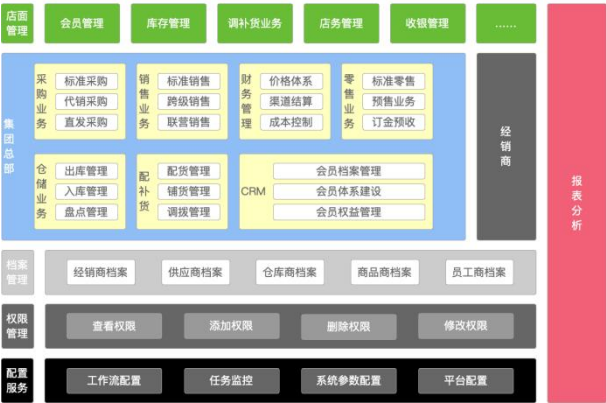 店面
管理
会员管理
库存管理
调补货业务
店务管理
收银管理
......
集团总部
采购业务
标准采购
代销采购
直发采购
销售业务
标准销售
跨级销售
联营销售
财务管理
价格体系
渠道结算
成本控制
零售业务
标准零售
预售业务
订金预收
仓储业务
出库管理
入库管理
盘点管理
配补货
配货管理
铺货管理
调拨管理
CRM
会员档案管理
会员体系建设
会员权益管理
经销商
报表分析
档案
管理
经销商档案
供应商档案
仓库商档案
商品商档案
员工商档案
权限
管理
查看权限
添加权限
删除权限
修改权限
配置
服务
工作流配置
任务监控
系统参数配置
平台配置